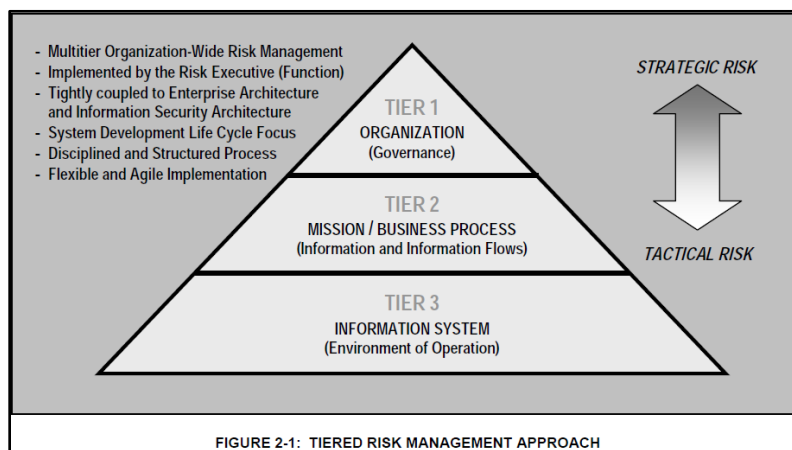 - Multitier Organization-Wide Risk Management
- Implemented by the Risk Executive (Function)
- Tightly coupled to Enterprise Architecture
and Information Security Architecture
- System Development Life Cycle Focus
- Disciplined and Structured Process
- Flexible and Agile Implementation
TIER 1
ORGANIZATION
(Governance)
TIER 2
MISSION / BUSINESS PROCESS
(Information and Information Flows)
TIER 3
INFORMATION SYSTEM
(Environment of Operation)
STRATEGIC RISK
TACTICAL RISK
FIGURE 2-1: TIERED RISK MANAGEMENT APPROACH